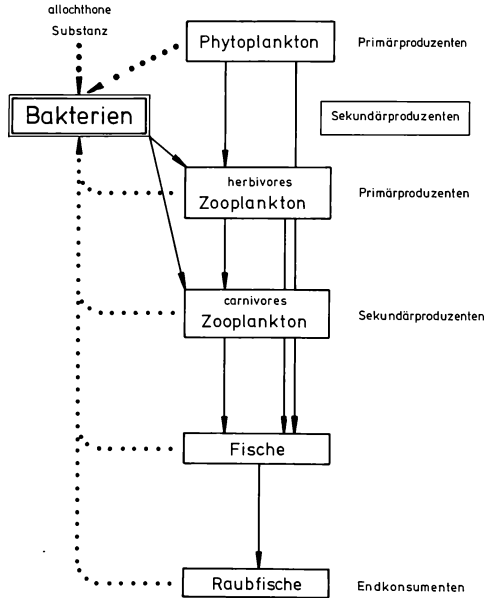 allochthone
Substanz
Phytoplankton
Primärproduzenten
Bakterien
Sekundärproduzenten
herbivores
Zooplankton
Primärproduzenten
carnivores
Zooplankton
Sekundärproduzenten
Fische
Raubfische
Endkonsumenten